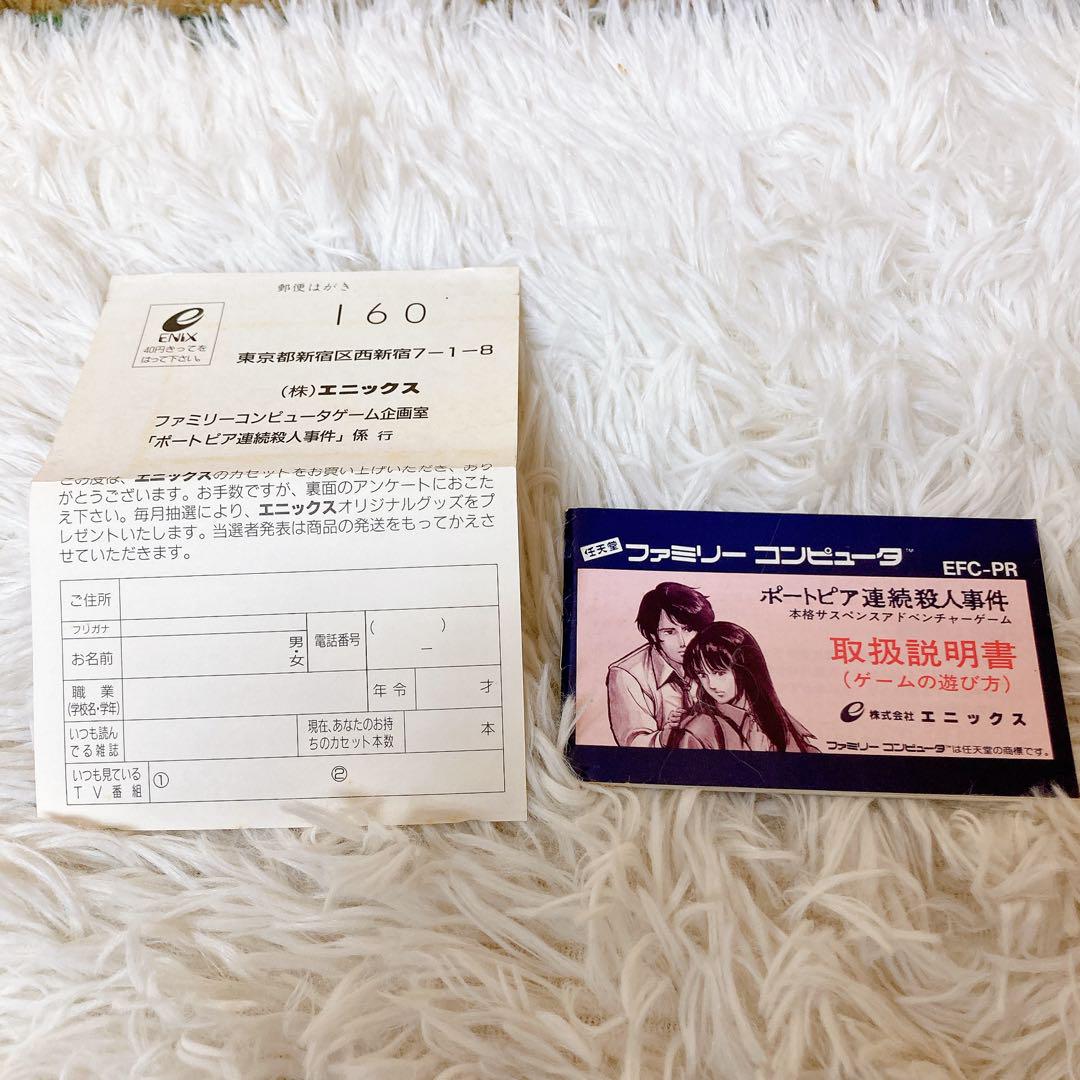 郵便はがき
160
ENIX
40円きってを
はって下さい。
東京都新宿区西新宿7-1-8
(株)エニックス
ファミリーコンピュータゲーム企画室
「ポートピア連続殺人事件」係 行
この度は、エニックスのカセットをお買い上げいただき、あり
がとうございます。お手数ですが、裏面のアンケートにおこた
え下さい。毎月抽選により、エニックスオリジナルグッズをプ
レゼントいたします。当選者発表は商品の発送をもってかえさ
せていただきます。
ご住所
フリガナ
お名前
男・女
電話番号
( )
-
職業
(学校名・学年)
年令
才
いつも読ん
でる雑誌
現在、あなたのお持
ちのカセット本数
本
いつも見ている
TV番組
①
②
任天堂 ファミリー コンピュータ™
EFC-PR
ポートピア連続殺人事件
本格サスペンスアドベンチャーゲーム
取扱説明書
(ゲームの遊び方)
e 株式会社 エニックス
ファミリー コンピュータ™は任天堂の商標です。